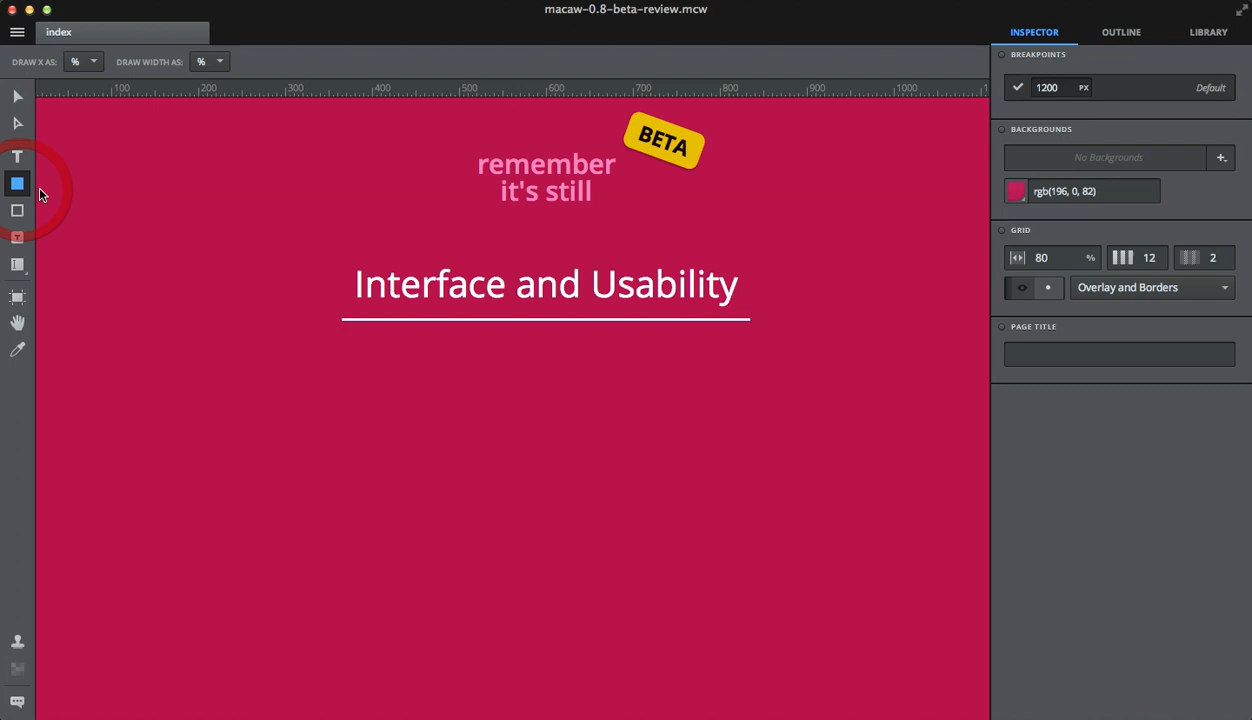 macaw-0.8-beta-review.mcw
index
INSPECTOR
OUTLINE
LIBRARY
DRAW X AS: %
DRAW WIDTH AS: %
BREAKPOINTS
1200 PX Default
BACKGROUNDS
No Backgrounds
rgb(196, 0, 82)
GRID
80 % 12 2
Overlay and Borders
PAGE TITLE
100 200 300 400 500 600 700 800 900 1000
T
T
BETA
remember
it's still
Interface and Usability